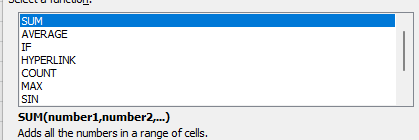 Select a function:
SUM
AVERAGE
IF
HYPERLINK
COUNT
MAX
SIN
SUM(number1,number2,...)
Adds all the numbers in a range of cells.